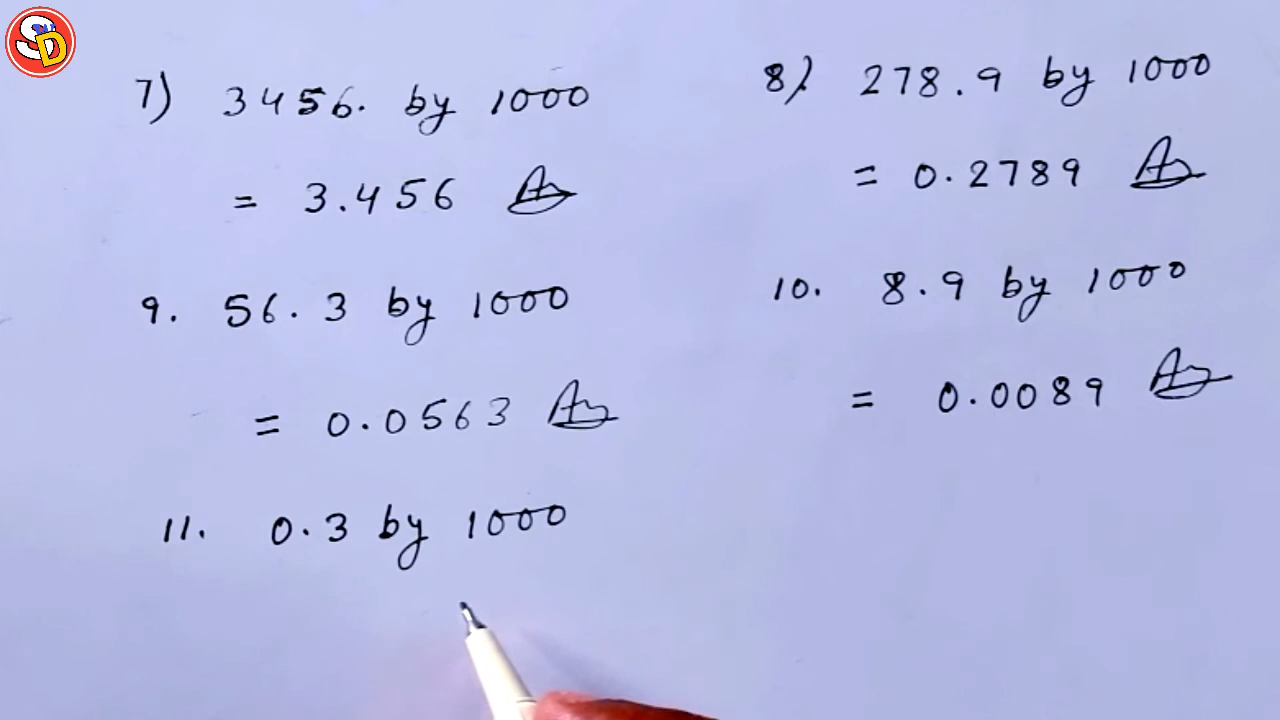 SD
7) 3456. by 1000
= 3.456 Ans
8) 278.9 by 1000
= 0.2789 Ans
9. 56.3 by 1000
= 0.0563 Ans
10. 8.9 by 1000
= 0.0089 Ans
11. 0.3 by 1000